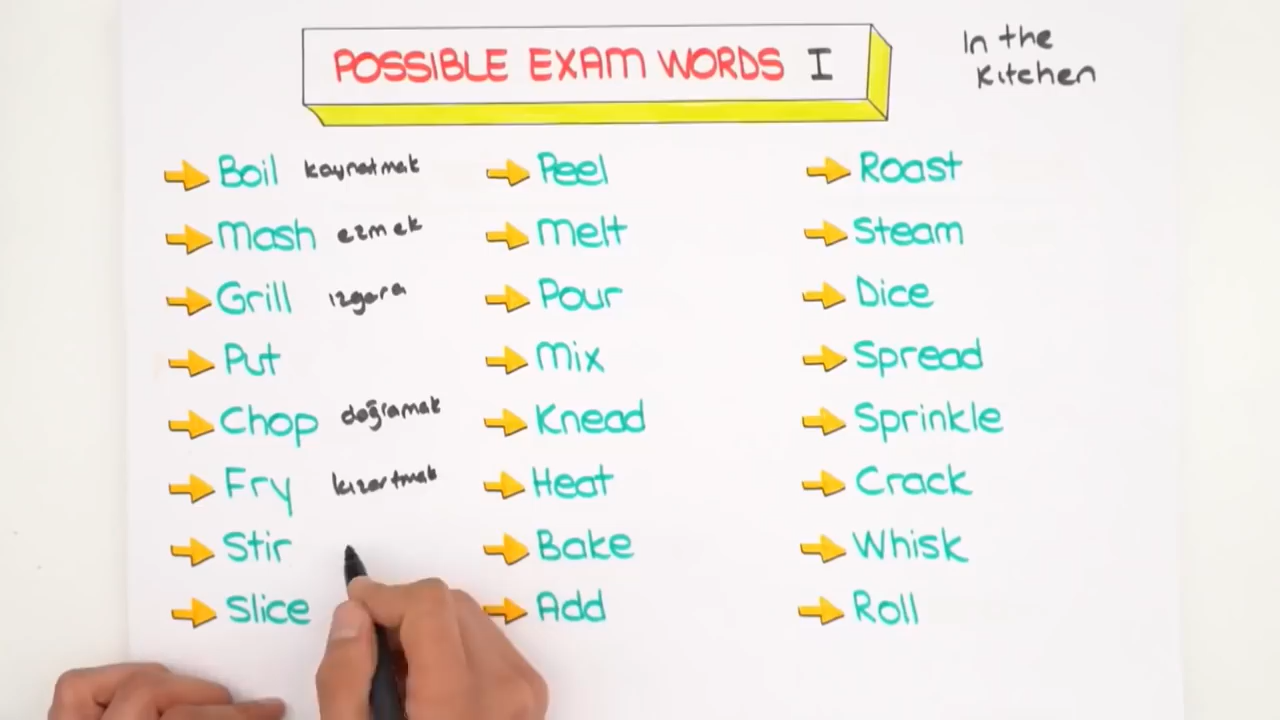 POSSIBLE EXAM WORDS I
In the
Kitchen
Boil kaynatmak
Mash ezmek
Grill ızgara
Put
Chop doğramak
Fry kızartmak
Stir
Slice
Peel
Melt
Pour
Mix
Knead
Heat
Bake
Add
Roast
Steam
Dice
Spread
Sprinkle
Crack
Whisk
Roll